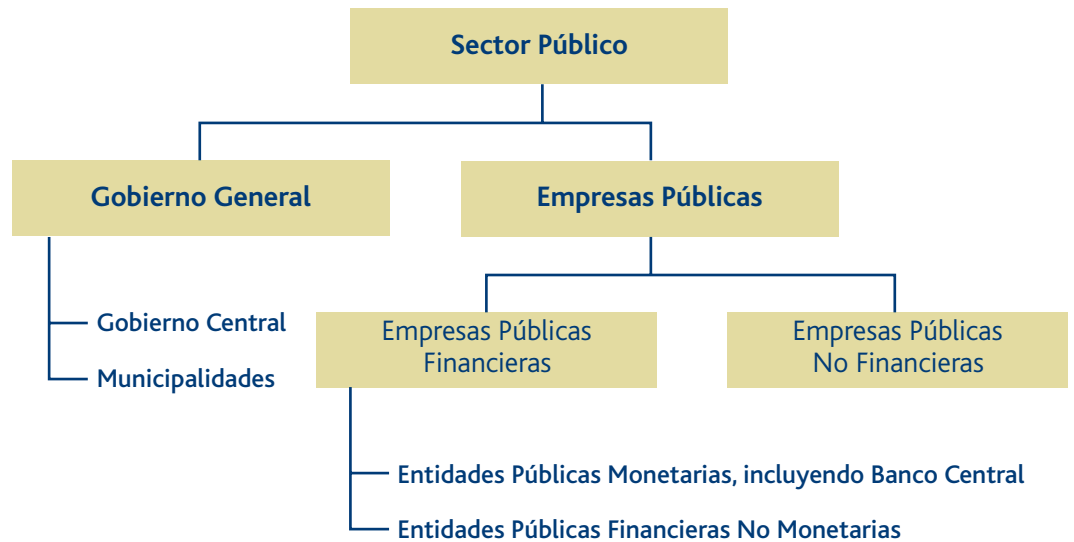 Sector Público
Gobierno General
Empresas Públicas
Gobierno Central
Municipalidades
Empresas Públicas
Financieras
Empresas Públicas
No Financieras
Entidades Públicas Monetarias, incluyendo Banco Central
Entidades Públicas Financieras No Monetarias